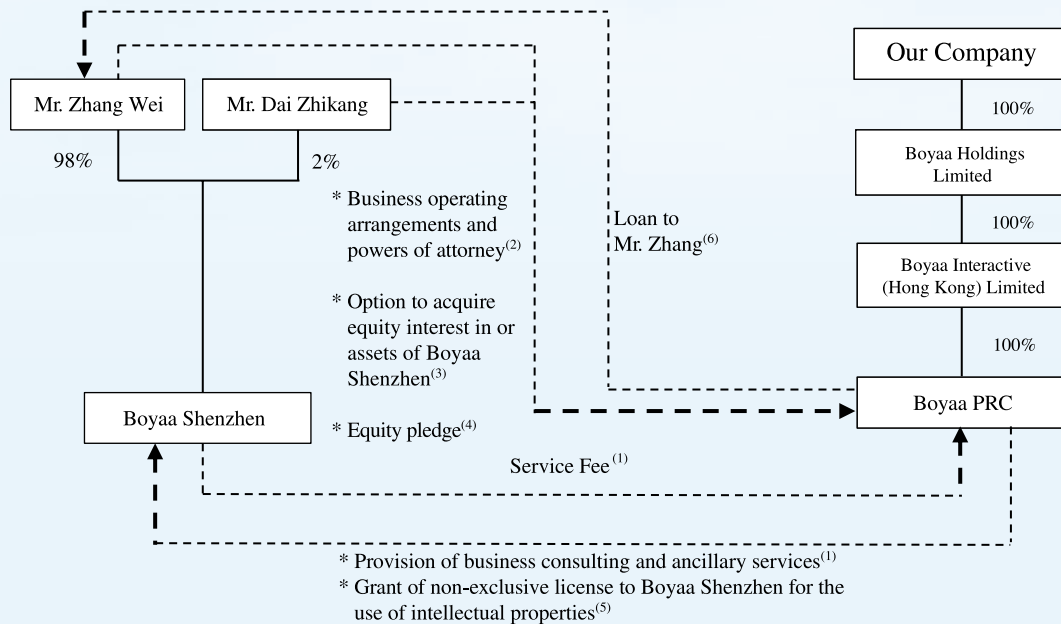 Our Company
Mr. Zhang Wei
Mr. Dai Zhikang
100%
98%
2%
Boyaa Holdings
Limited
* Business operating
arrangements and
powers of attorney(2)
Loan to
Mr. Zhang(6)
100%
Boyaa Interactive
(Hong Kong) Limited
* Option to acquire
equity interest in or
assets of Boyaa
Shenzhen(3)
100%
Boyaa Shenzhen
Boyaa PRC
* Equity pledge(4)
Service Fee(1)
* Provision of business consulting and ancillary services(1)
* Grant of non-exclusive license to Boyaa Shenzhen for the
use of intellectual properties(5)